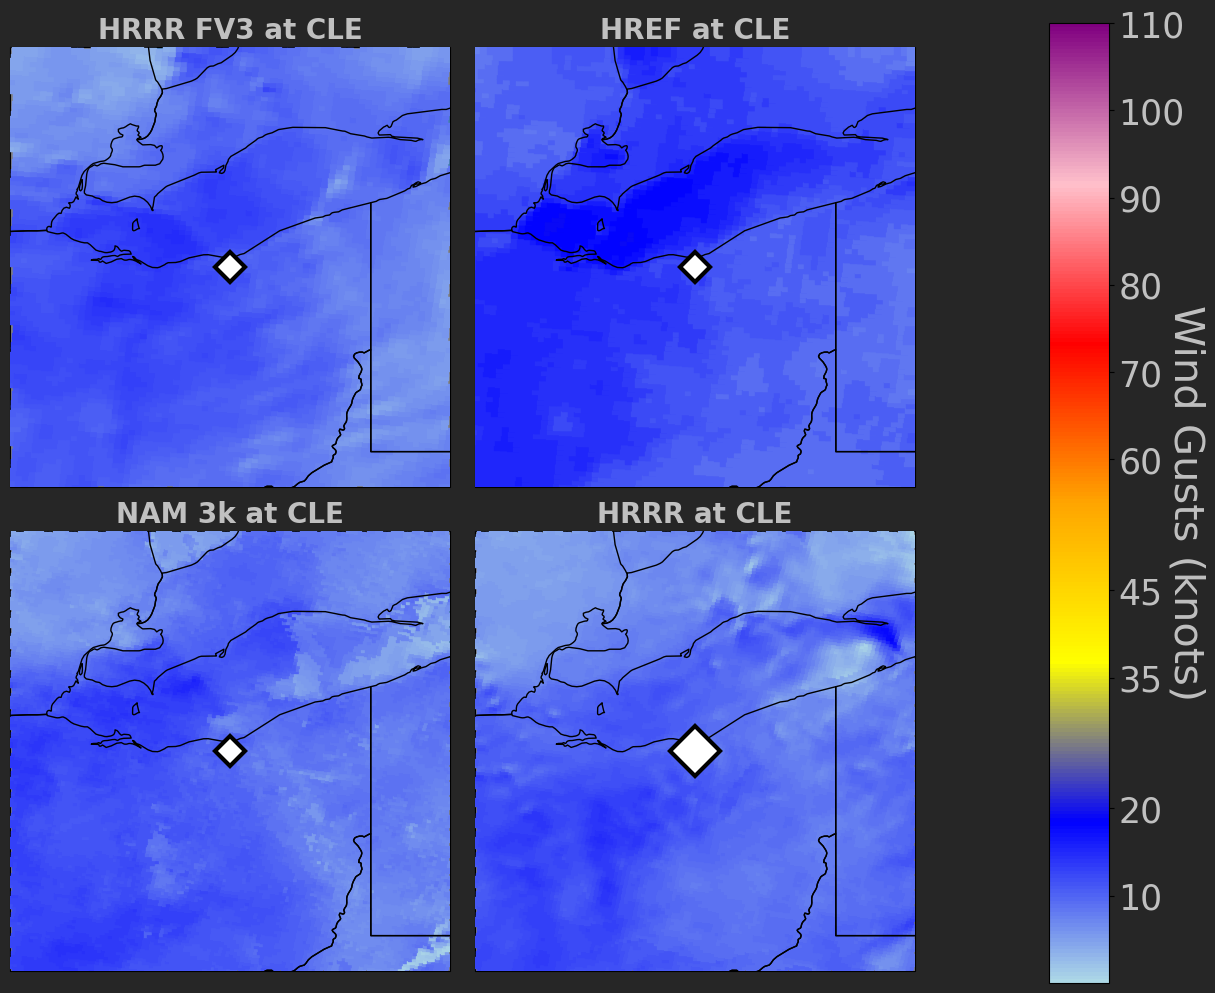 HRRR FV3 at CLE
HREF at CLE
NAM 3k at CLE
HRRR at CLE
110
100
90
80
70
60
45
35
20
10
Wind Gusts (knots)